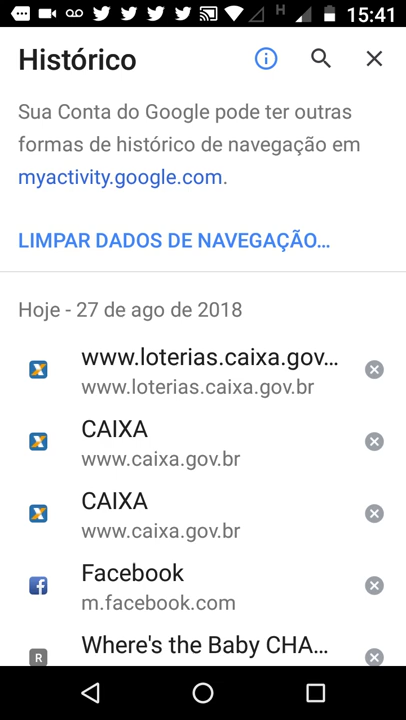 H 15:41
Histórico
Sua Conta do Google pode ter outras
formas de histórico de navegação em
myactivity.google.com.
LIMPAR DADOS DE NAVEGAÇÃO...
Hoje - 27 de ago de 2018
www.loterias.caixa.gov...
www.loterias.caixa.gov.br
CAIXA
www.caixa.gov.br
CAIXA
www.caixa.gov.br
Facebook
m.facebook.com
R Where's the Baby CHA...